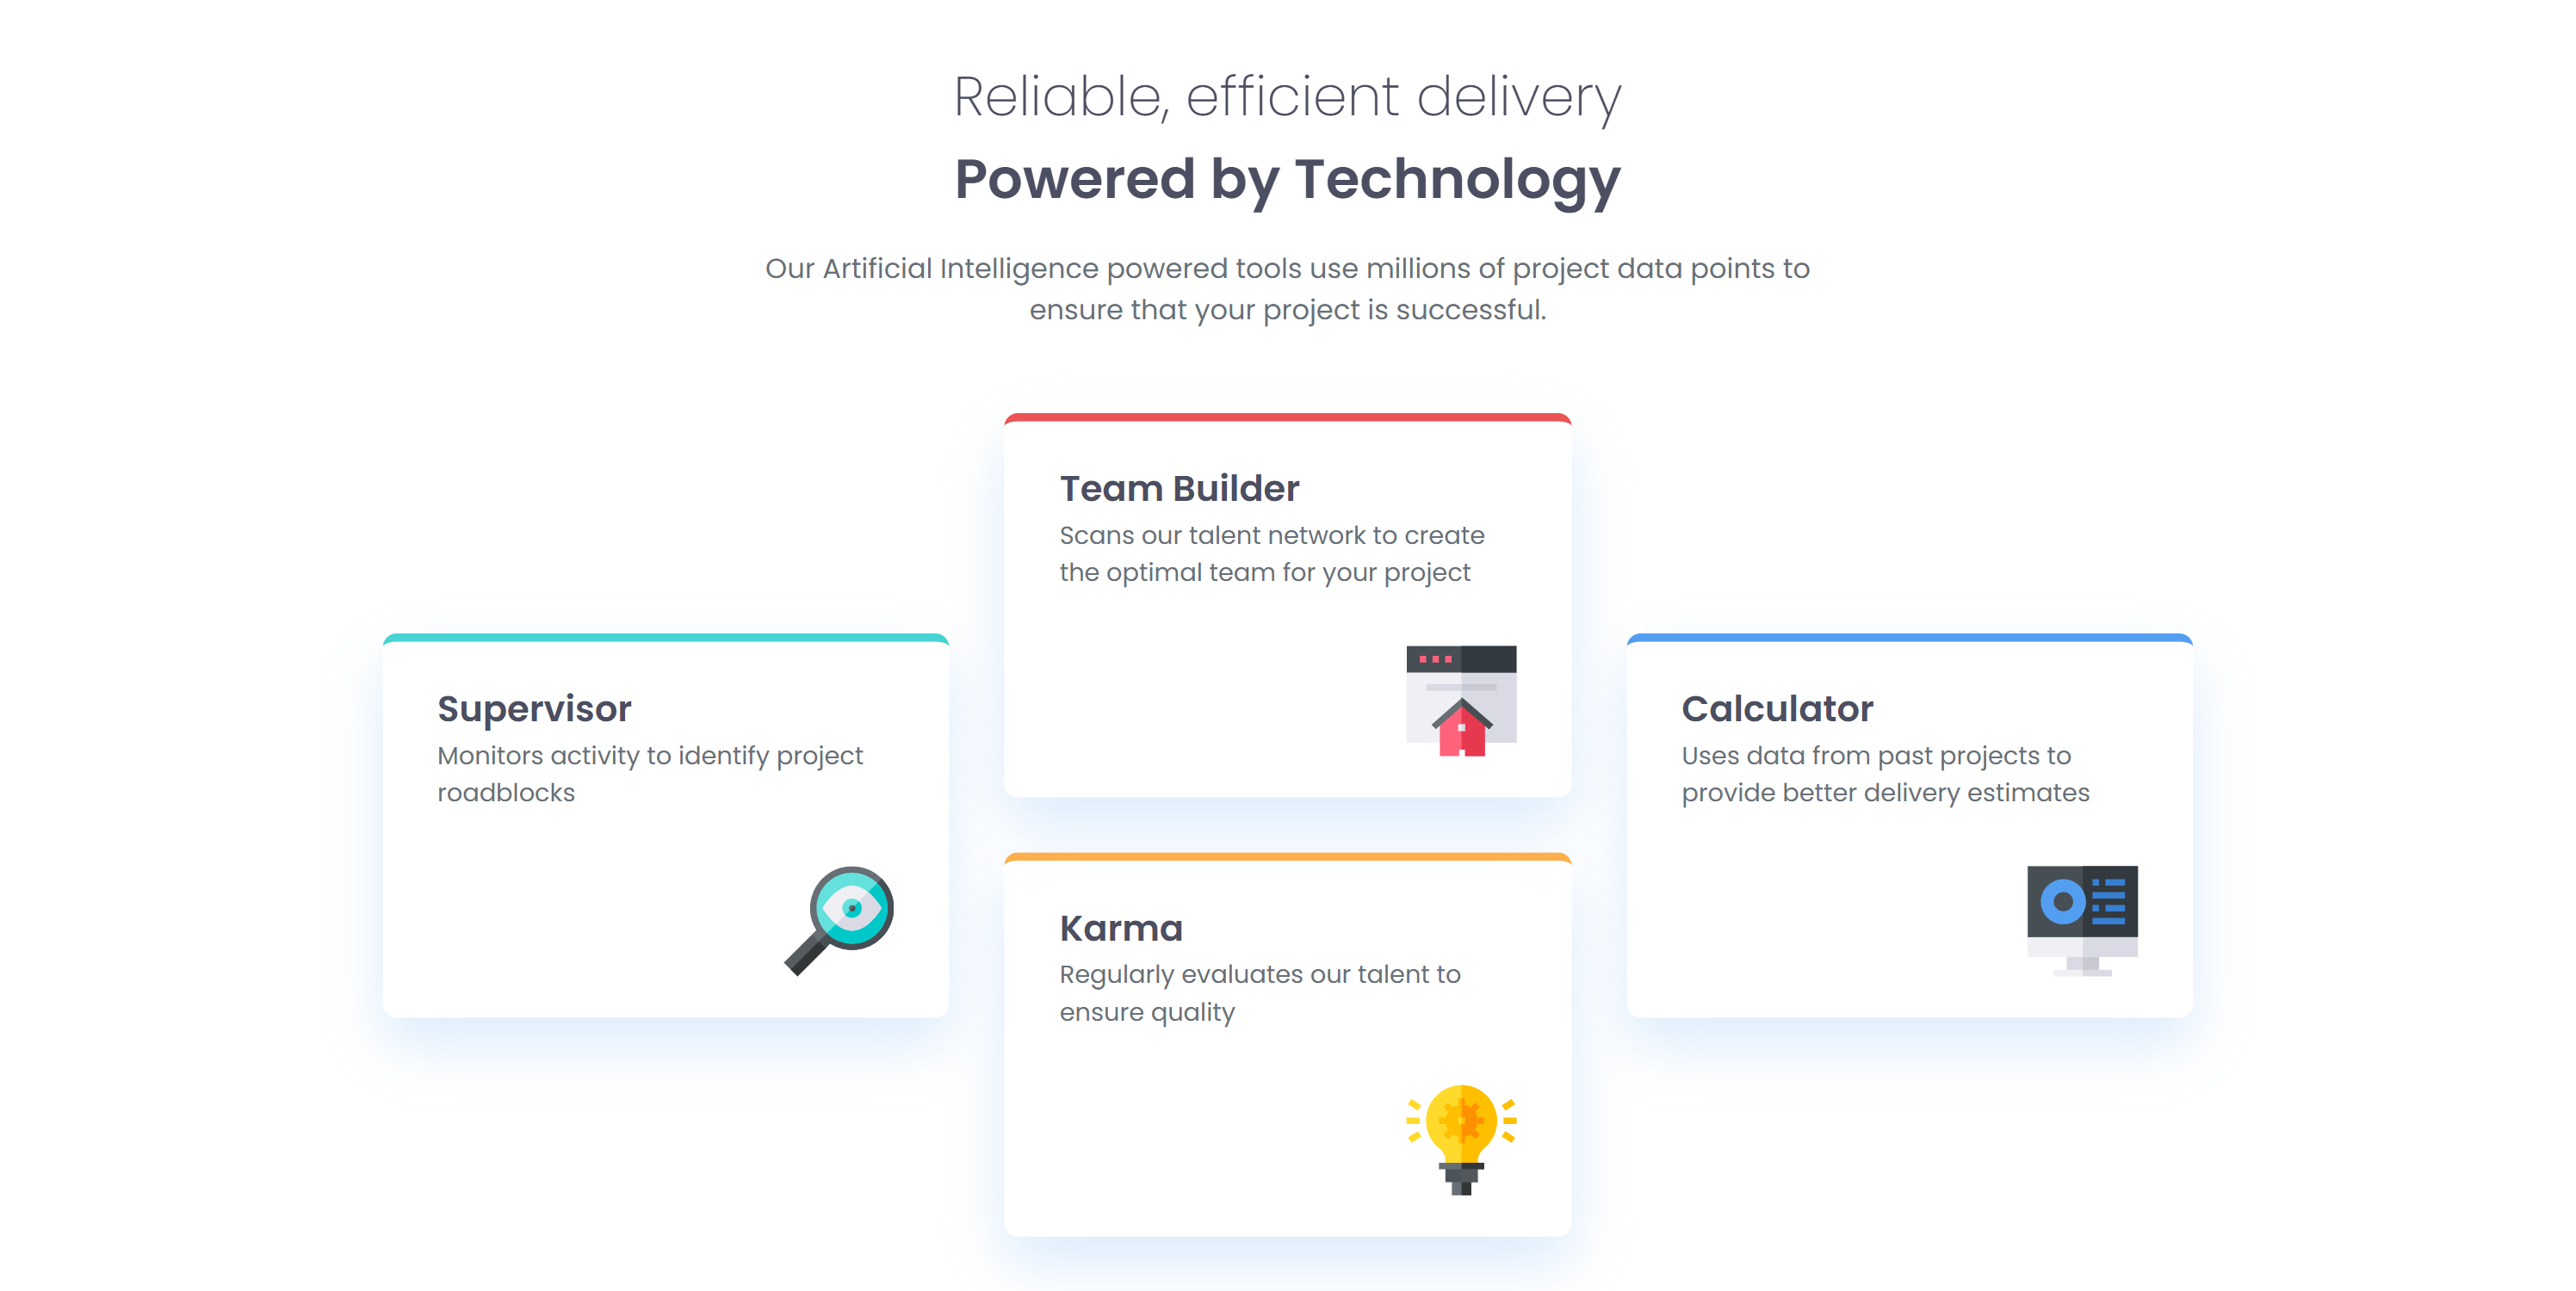 Reliable, efficient delivery
Powered by Technology
Our Artificial Intelligence powered tools use millions of project data points to
ensure that your project is successful.
Supervisor
Monitors activity to identify project
roadblocks
Team Builder
Scans our talent network to create
the optimal team for your project
Karma
Regularly evaluates our talent to
ensure quality
Calculator
Uses data from past projects to
provide better delivery estimates